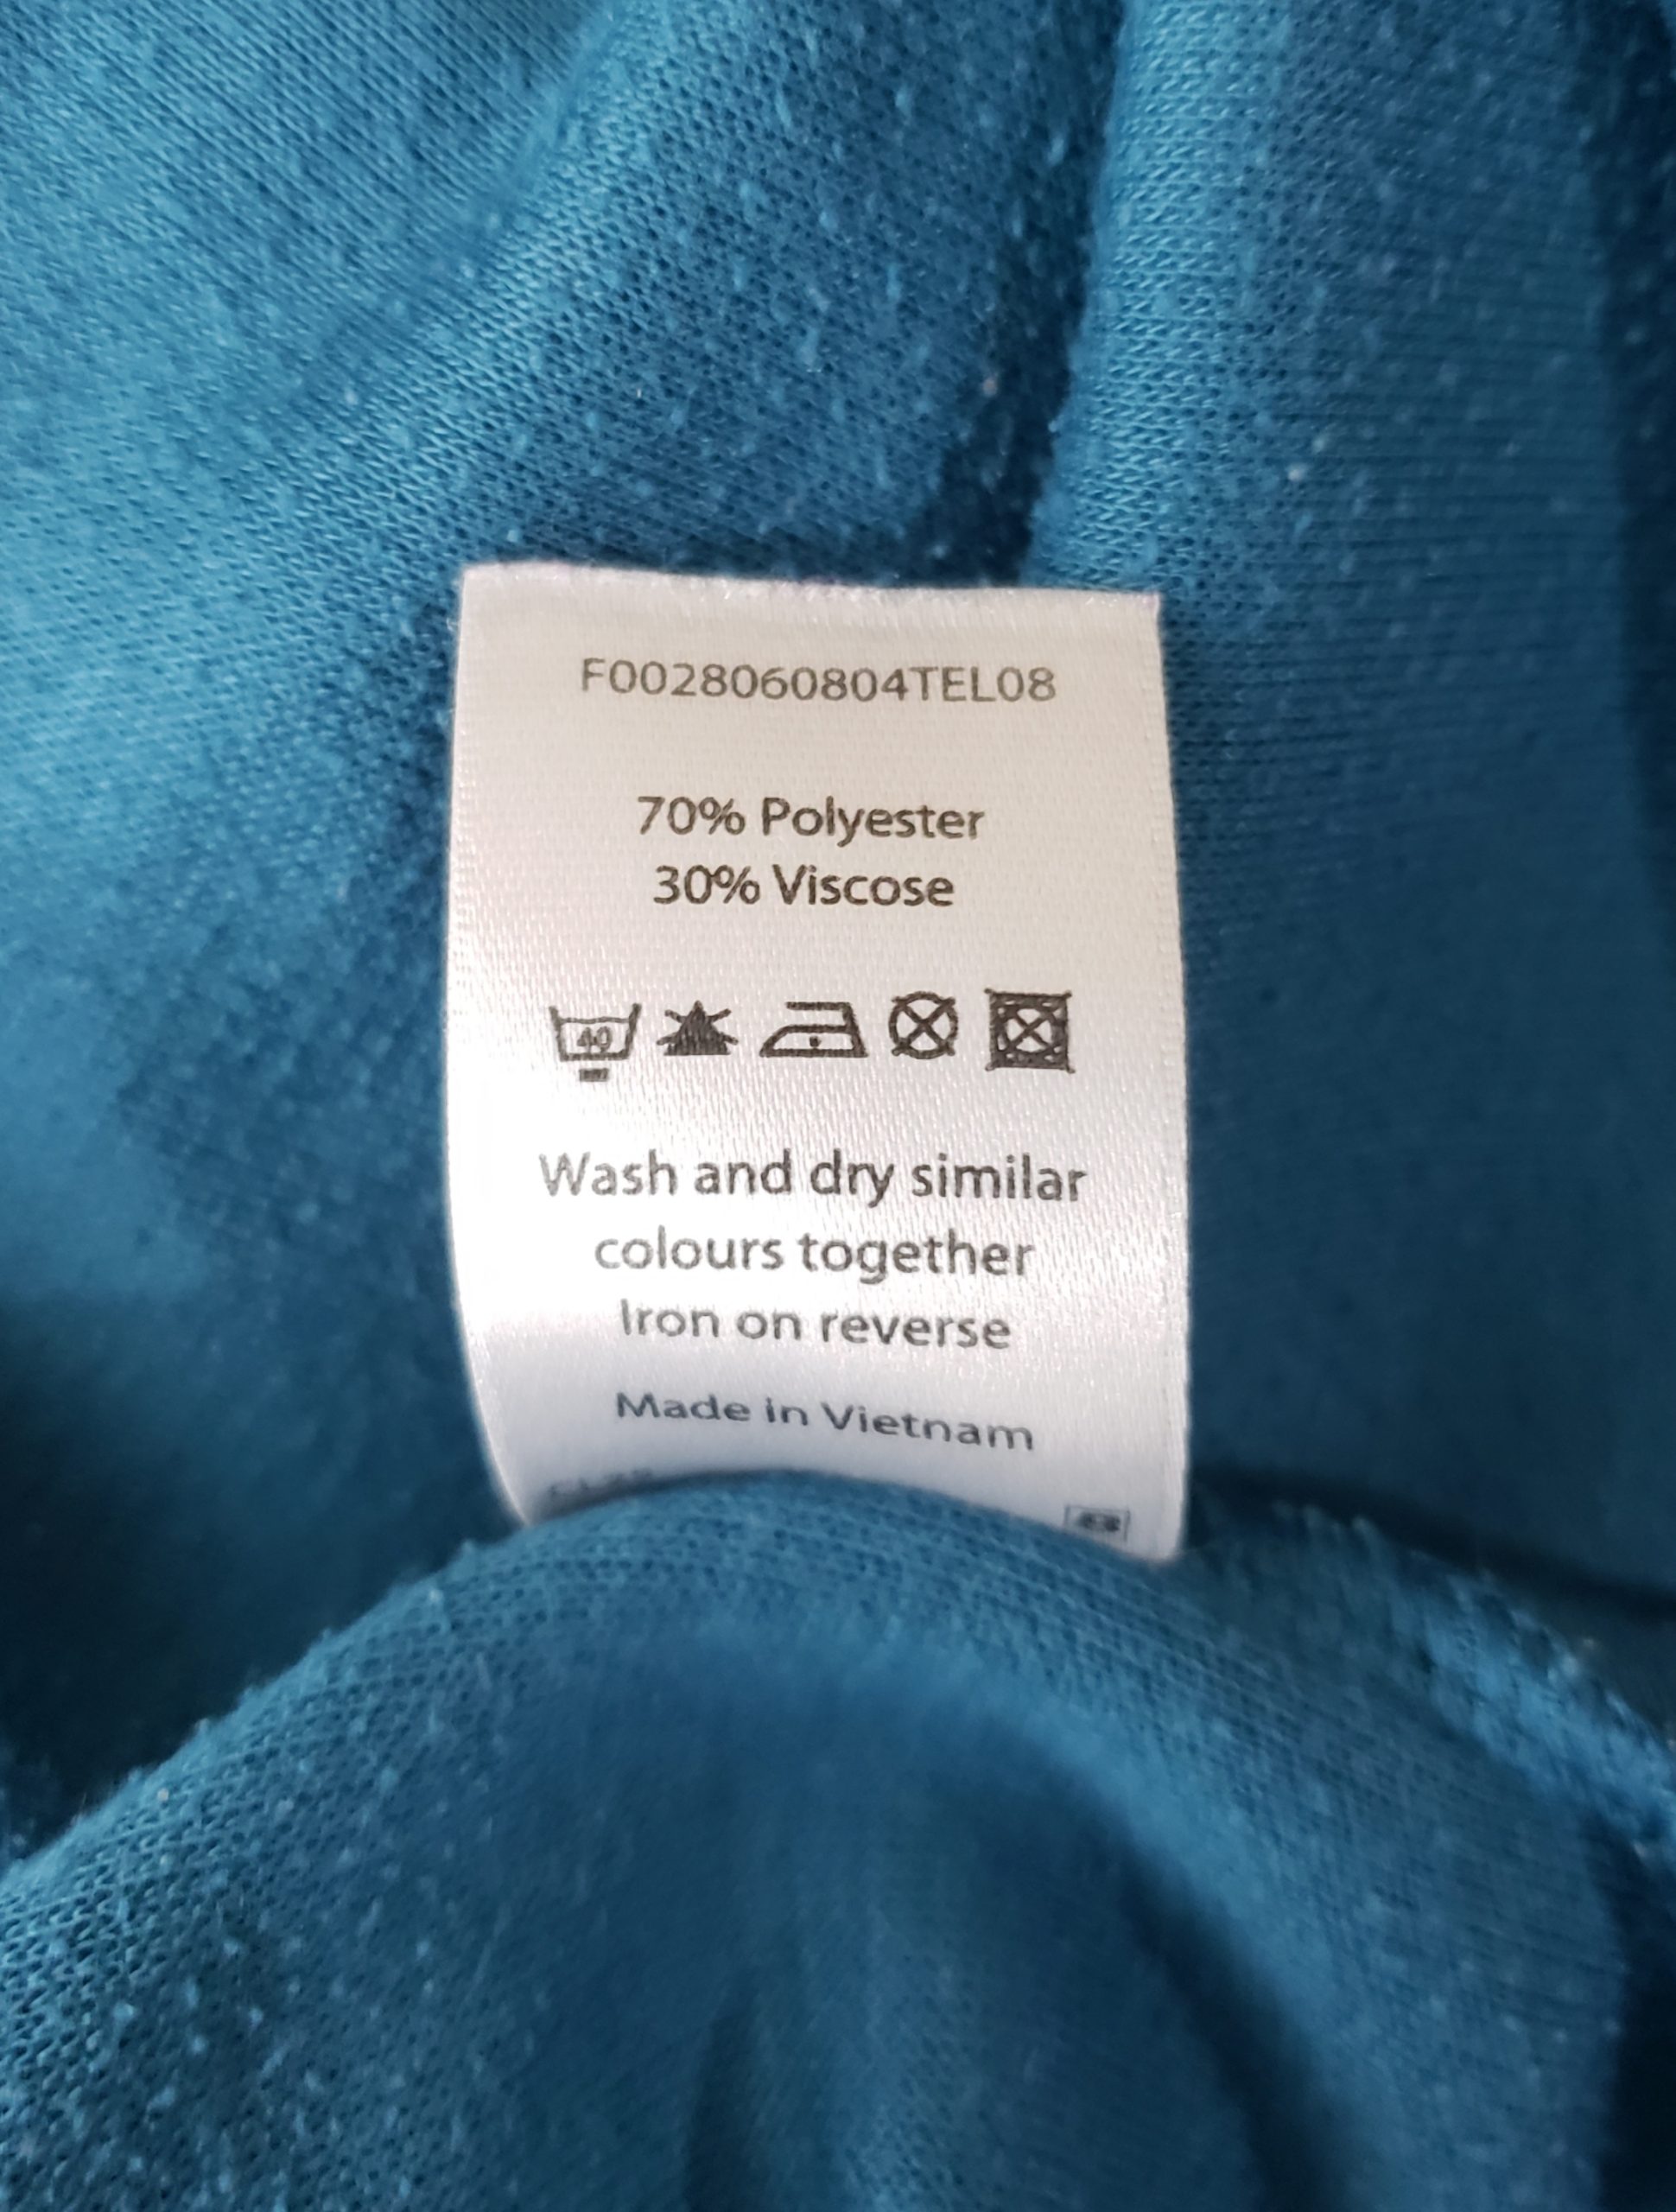 F0028060804TEL08
70% Polyester
30% Viscose
40
Wash and dry similar
colours together
Iron on reverse
Made in Vietnam